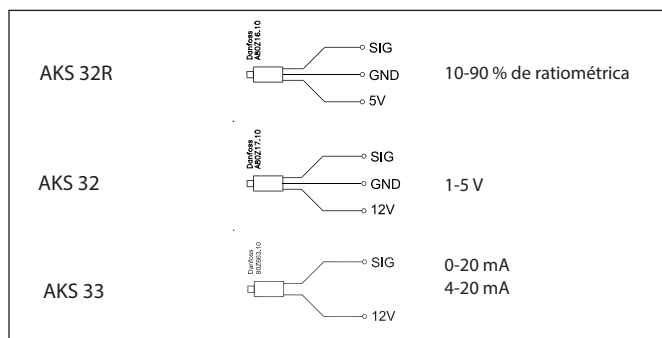 AKS 32R
Danfoss
A80Z16.10
SIG
GND
5V
10-90 % de ratiométrica
AKS 32
Danfoss
A80Z17.10
SIG
GND
12V
1-5 V
AKS 33
Danfoss
80Z663.10
SIG
12V
0-20 mA
4-20 mA